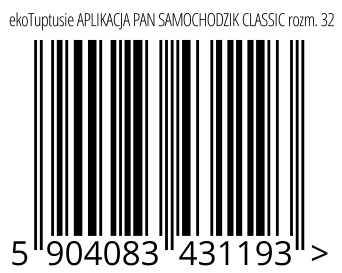 ekoTuptusie APLIKACJA PAN SAMOCHODZIK CLASSIC rozm. 32
5 904083 431193 >